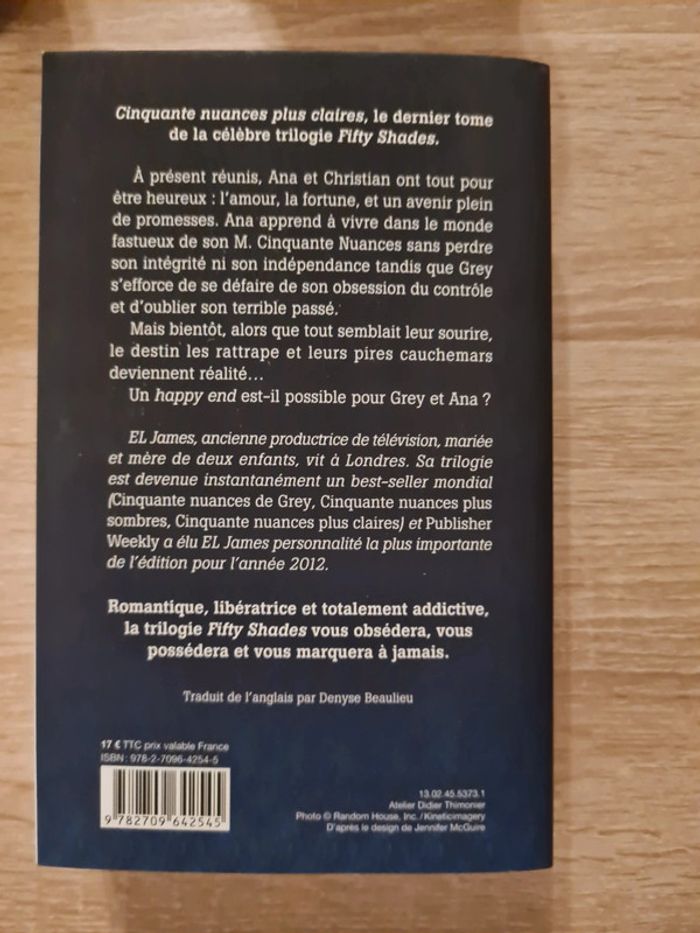 Cinquante nuances plus claires, le dernier tome
de la célèbre trilogie Fifty Shades.
À présent réunis, Ana et Christian ont tout pour
être heureux : l'amour, la fortune, et un avenir plein
de promesses. Ana apprend à vivre dans le monde
fastueux de son M. Cinquante Nuances sans perdre
son intégrité ni son indépendance tandis que Grey
s'efforce de se défaire de son obsession du contrôle
et d'oublier son terrible passé.
Mais bientôt, alors que tout semblait leur sourire,
le destin les rattrape et leurs pires cauchemars
deviennent réalité...
Un happy end est-il possible pour Grey et Ana ?
EL James, ancienne productrice de télévision, mariée
et mère de deux enfants, vit à Londres. Sa trilogie
est devenue instantanément un best-seller mondial
(Cinquante nuances de Grey, Cinquante nuances plus
sombres, Cinquante nuances plus claires) et Publisher
Weekly a élu EL James personnalité la plus importante
de l'édition pour l'année 2012.
Romantique, libératrice et totalement addictive,
la trilogie Fifty Shades vous obsédera, vous
possédera et vous marquera à jamais.
Traduit de l'anglais par Denyse Beaulieu
17 € TTC prix valable France
ISBN : 978-2-7096-4254-5
9 782709 642545
13.02.45.5373.1
Atelier Didier Thimonier
Photo © Random House, Inc. / Kineticimagery
D'après le design de Jennifer McGuire